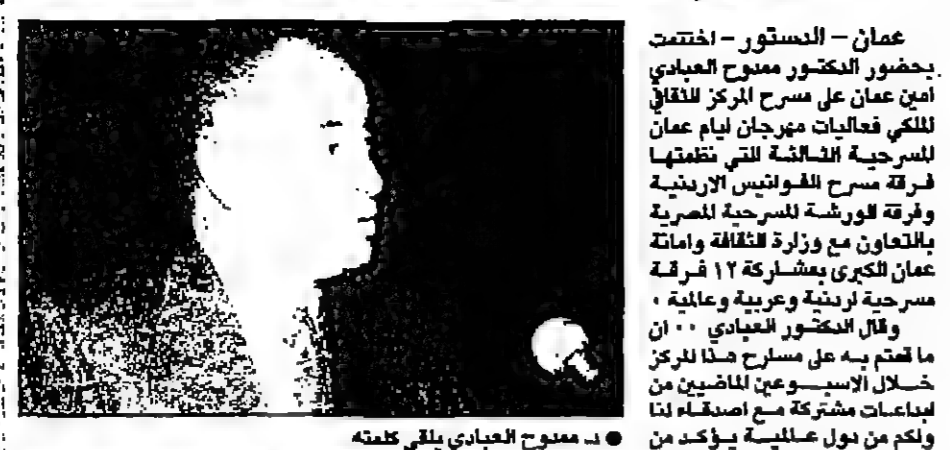 عمان – الدستور – اختتمت
بحضور الدكتور ممدوح العبادي
امين عمان على مسرح المركز الثقافي
الملكي فعاليات مهرجان ايام عمان
المسرحية الثالثة التي نظمتها
فرقة مسرح الفوانيس الاردنية
وفرقة الورشة المسرحية المصرية
بالتعاون مع وزارة الثقافة وامانة
عمان الكبرى بمشاركة ١٢ فرقة
مسرحية اردنية وعربية وعالمية ٠
وقال الدكتور العبادي ٠٠ ان
ما قمتم به على مسارح هذا المركز
خلال الاسبوعين الماضيين من
ابداعات مشتركة مع اصدقاء لنا
ولكم من دول عالمية يؤكد من
● د. ممدوح العبادي يلقي كلمته